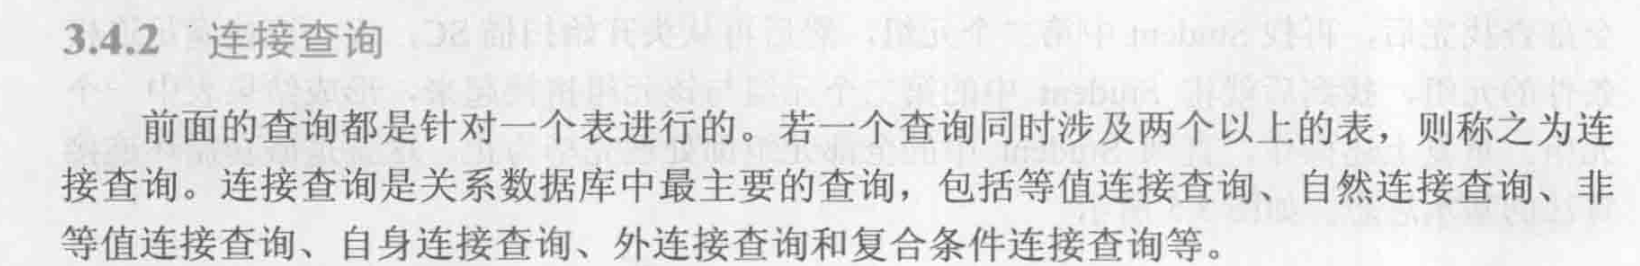 3.4.2 连接查询
前面的查询都是针对一个表进行的。若一个查询同时涉及两个以上的表，则称之为连
接查询。连接查询是关系数据库中最主要的查询，包括等值连接查询、自然连接查询、非
等值连接查询、自身连接查询、外连接查询和复合条件连接查询等。